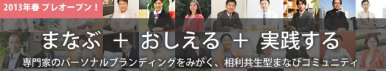 2013年春 プレオープン！
まなぶ ＋ おしえる ＋ 実践する
専門家のパーソナルブランディングをみがく、相利共生型まなびコミュニティ